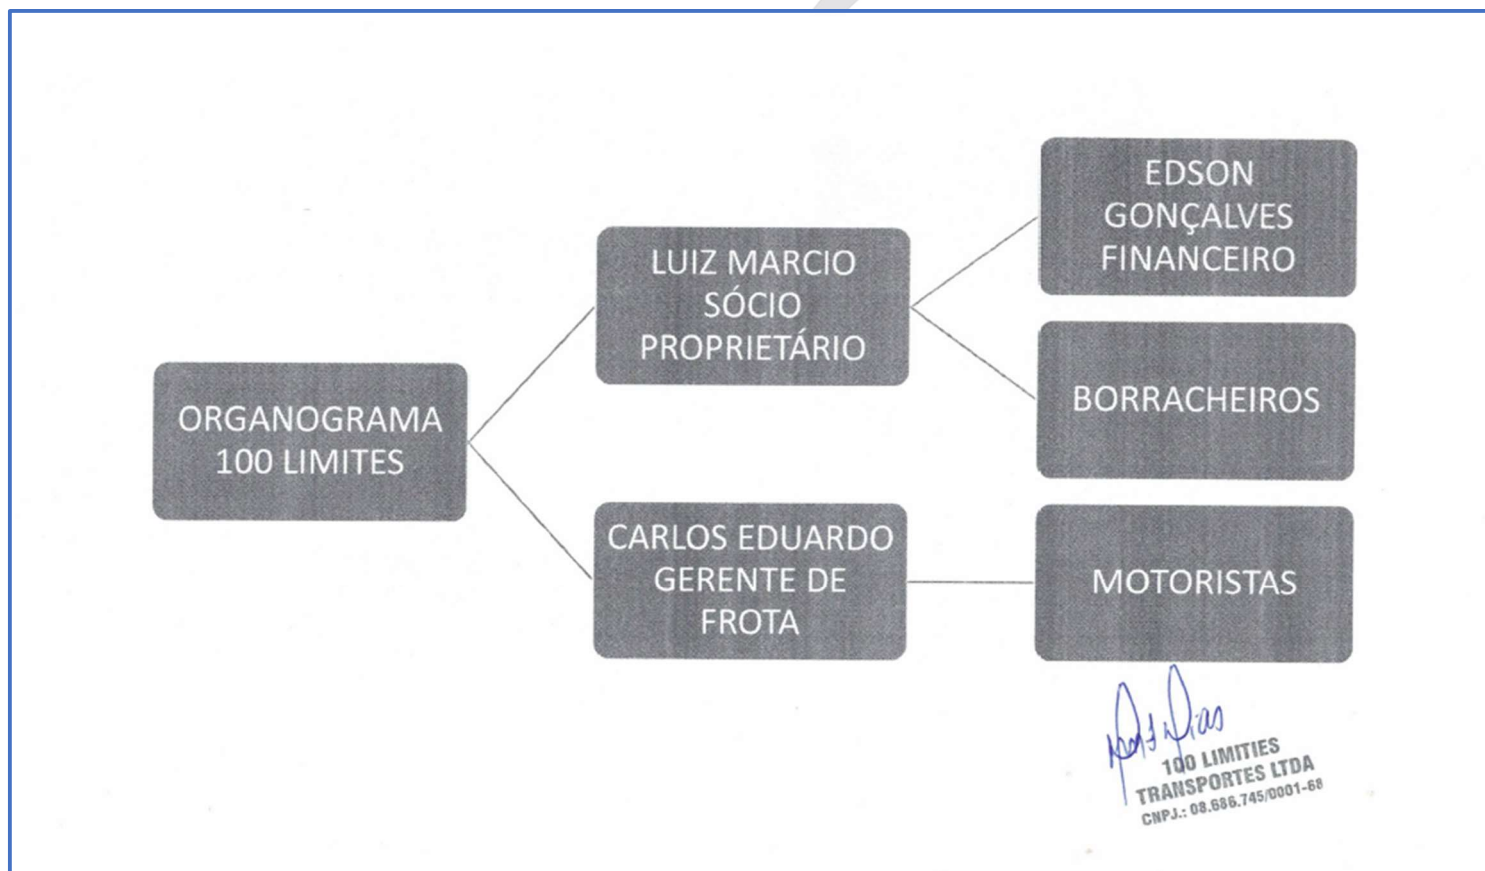 ORGANOGRAMA
100 LIMITES
LUIZ MARCIO
SÓCIO
PROPRIETÁRIO
CARLOS EDUARDO
GERENTE DE
FROTA
EDSON
GONÇALVES
FINANCEIRO
BORRACHEIROS
MOTORISTAS
100 LIMITIES
TRANSPORTES LTDA
CNPJ.: 08.686.745/0001-68